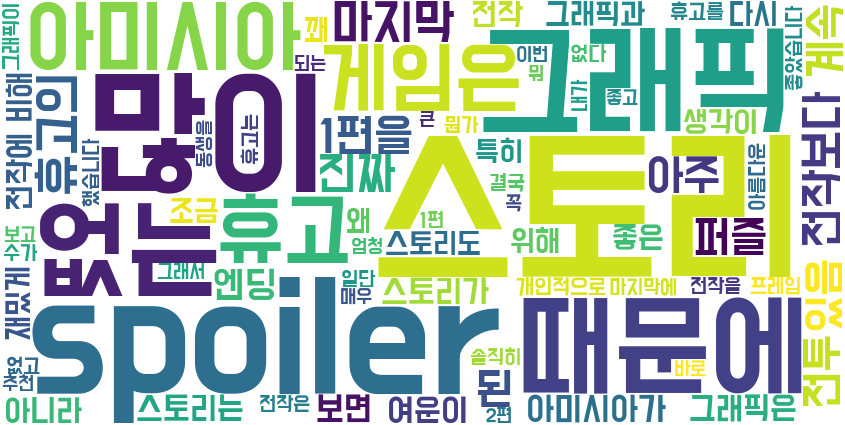 그래픽이
아미시아
꽤
마지막
전작
그래픽과
휴고를
다시
좋았습니다
계속
되는
게임은
이번
뭔
없다
그래픽
전작에 비해
휴고의
많이
동생을
휴고는
1편을
큰
뭔가
내가
좋고
생각이
했습니다
진짜
특히
스토리
아주
아름다운
전작보다
없는
조금
휴고
왜
1편
결국
꼭
보고
수가
그래서
엔딩
엄청
스토리도
위해
좋은
퍼즐
재밌게
일단
매우
스토리가
개인적으로
마지막에
전작을
프레임
있음
spoiler
때문에
전투
없고
추천
솔직히
바로
된
아니라
스토리는
전작은
보면
여운이
2편
아미시아가
그래픽은